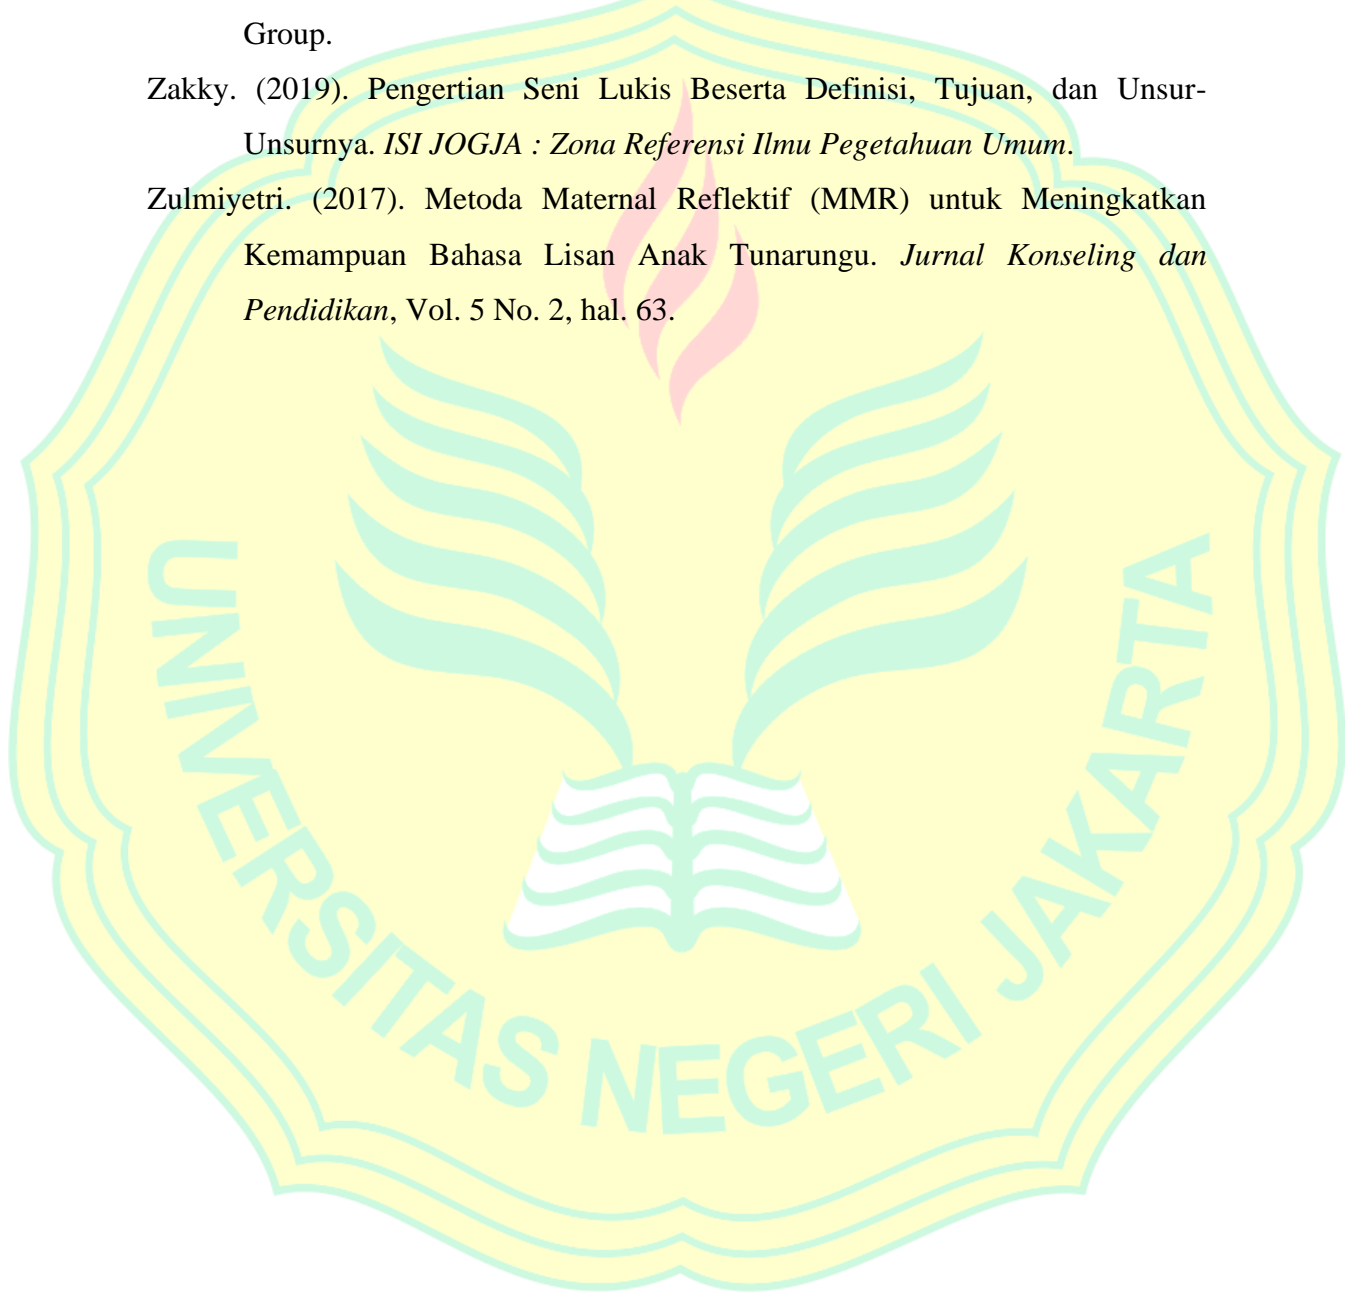 Group.
Zakky. (2019). Pengertian Seni Lukis Beserta Definisi, Tujuan, dan Unsur-
Unsurnya. ISI JOGJA : Zona Referensi Ilmu Pegetahuan Umum.
Zulmiyetri. (2017). Metoda Maternal Reflektif (MMR) untuk Meningkatkan
Kemampuan Bahasa Lisan Anak Tunarungu. Jurnal Konseling dan
Pendidikan, Vol. 5 No. 2, hal. 63.
UNIVERSITAS NEGERI JAKARTA